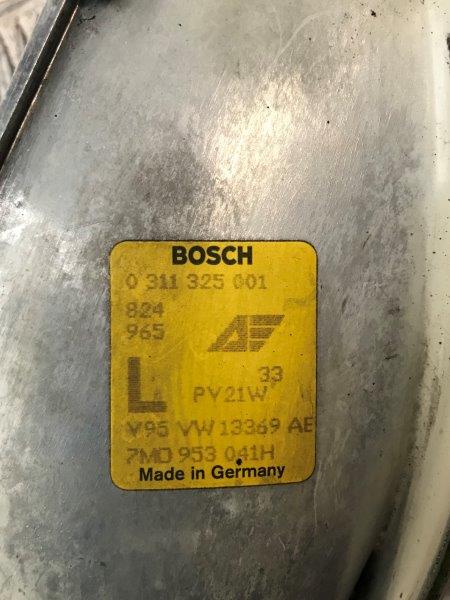 BOSCH
0 311 325 001
824
965
AF
33
L
PY21W
V95 VW 13369 AE
7M0 953 041H
Made in Germany